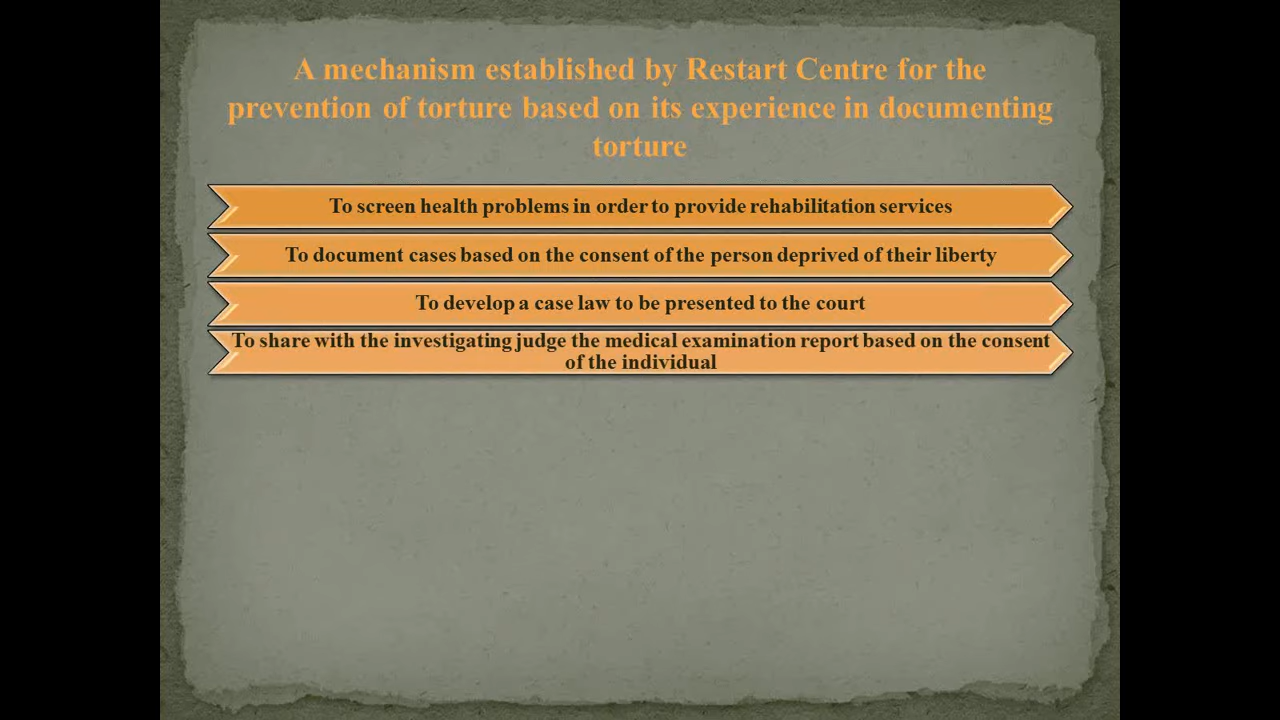 A mechanism established by Restart Centre for the
prevention of torture based on its experience in documenting
torture
To screen health problems in order to provide rehabilitation services
To document cases based on the consent of the person deprived of their liberty
To develop a case law to be presented to the court
To share with the investigating judge the medical examination report based on the consent
of the individual